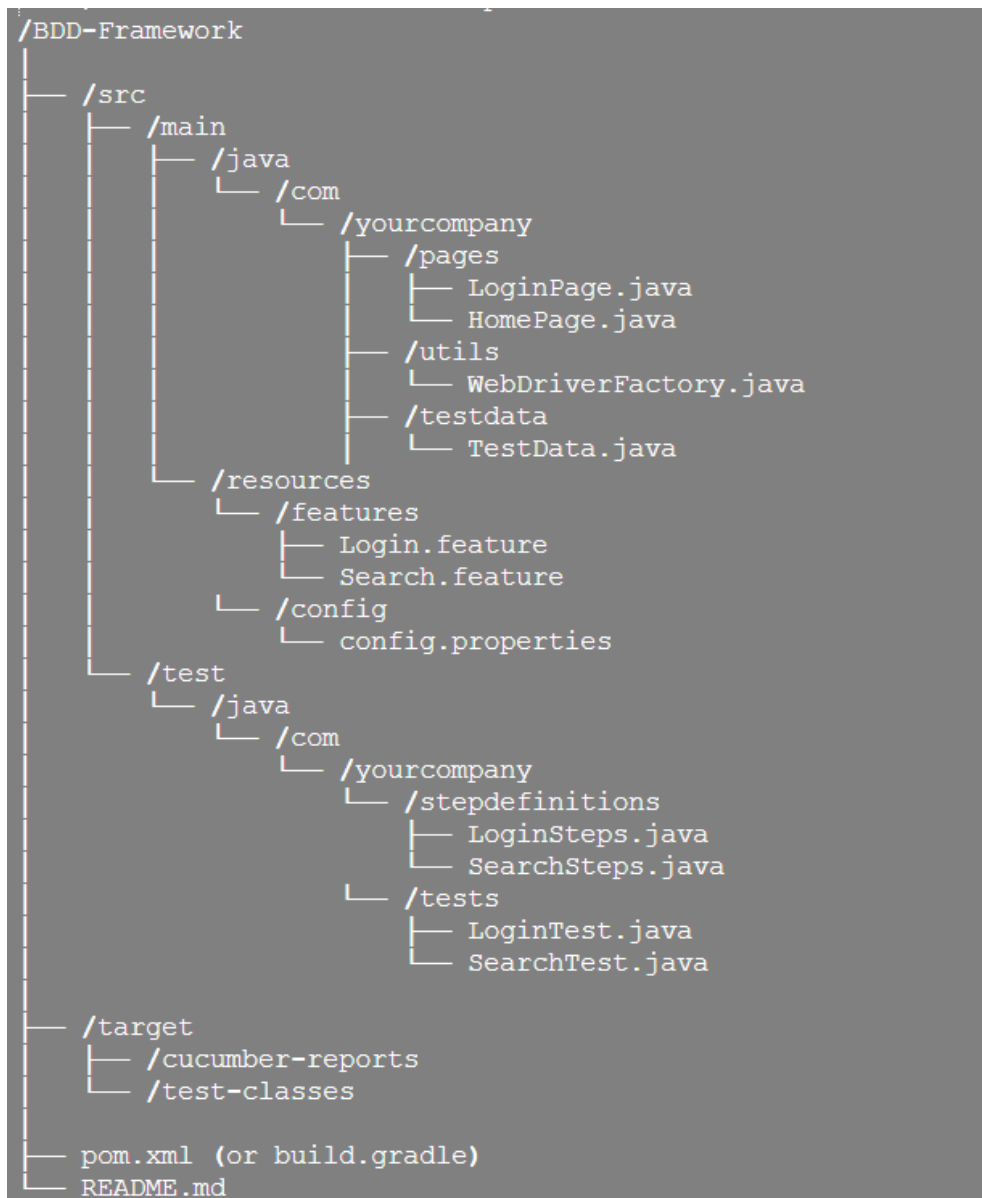 /BDD-Framework
│
├── /src
│   ├── /main
│   │   ├── /java
│   │   │   └── /com
│   │   │       └── /yourcompany
│   │   │           ├── /pages
│   │   │           │   ├── LoginPage.java
│   │   │           │   └── HomePage.java
│   │   │           ├── /utils
│   │   │           │   └── WebDriverFactory.java
│   │   │           ├── /testdata
│   │   │           │   └── TestData.java
│   │   └── /resources
│   │       └── /features
│   │           ├── Login.feature
│   │           └── Search.feature
│   │       └── /config
│   │           └── config.properties
│   └── /test
│       └── /java
│           └── /com
│               └── /yourcompany
│                   └── /stepdefinitions
│                       ├── LoginSteps.java
│                       └── SearchSteps.java
│                   └── /tests
│                       ├── LoginTest.java
│                       └── SearchTest.java
│
├── /target
│   ├── /cucumber-reports
│   └── /test-classes
│
├── pom.xml (or build.gradle)
└── README.md